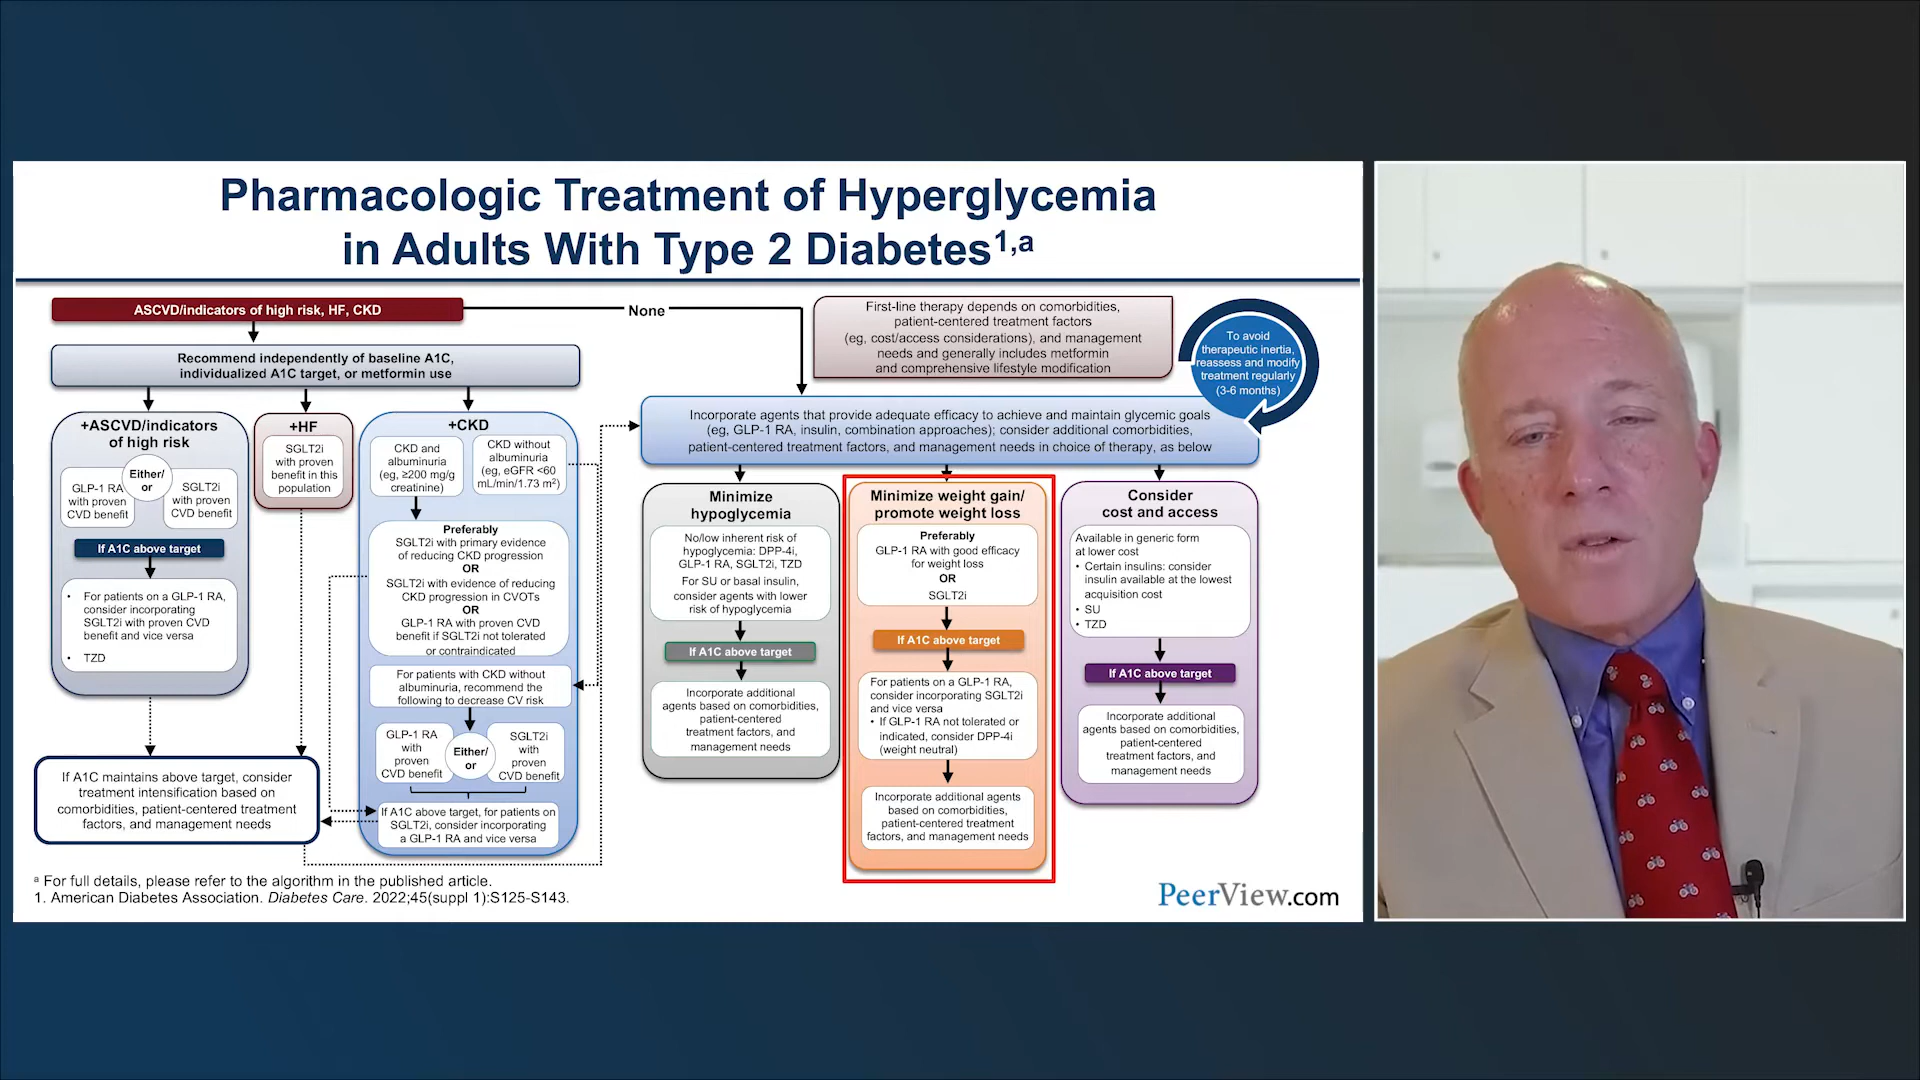 Pharmacologic Treatment of Hyperglycemia
in Adults With Type 2 Diabetes1,a
ASCVD/indicators of high risk, HF, CKD
None
First-line therapy depends on comorbidities,
patient-centered treatment factors
(eg, cost/access considerations), and management
needs and generally includes metformin
and comprehensive lifestyle modification
To avoid
therapeutic inertia,
reassess and modify
treatment regularly
(3-6 months)
Recommend independently of baseline A1C,
individualized A1C target, or metformin use
+ASCVD/indicators
of high risk
GLP-1 RA
with proven
CVD benefit
Either/
or
SGLT2i
with proven
CVD benefit
If A1C above target
• For patients on a GLP-1 RA,
consider incorporating
SGLT2i with proven CVD
benefit and vice versa
• TZD
+HF
SGLT2i
with proven
benefit in this
population
+CKD
CKD and
albuminuria
(eg, ≥200 mg/g
creatinine)
CKD without
albuminuria
(eg, eGFR <60
mL/min/1.73 m²)
Preferably
SGLT2i with primary evidence
of reducing CKD progression
OR
SGLT2i with evidence of reducing
CKD progression in CVOTs
OR
GLP-1 RA with proven CVD
benefit if SGLT2i not tolerated
or contraindicated
For patients with CKD without
albuminuria, recommend the
following to decrease CV risk
GLP-1 RA
with
proven
CVD benefit
Either/
or
SGLT2i
with
proven
CVD benefit
If A1C above target, for patients on
SGLT2i, consider incorporating
a GLP-1 RA and vice versa
If A1C maintains above target, consider
treatment intensification based on
comorbidities, patient-centered treatment
factors, and management needs
Incorporate agents that provide adequate efficacy to achieve and maintain glycemic goals
(eg, GLP-1 RA, insulin, combination approaches); consider additional comorbidities,
patient-centered treatment factors, and management needs in choice of therapy, as below
Minimize
hypoglycemia
No/low inherent risk of
hypoglycemia: DPP-4i,
GLP-1 RA, SGLT2i, TZD
For SU or basal insulin,
consider agents with lower
risk of hypoglycemia
If A1C above target
Incorporate additional
agents based on comorbidities,
patient-centered
treatment factors, and
management needs
Minimize weight gain/
promote weight loss
Preferably
GLP-1 RA with good efficacy
for weight loss
OR
SGLT2i
If A1C above target
For patients on a GLP-1 RA,
consider incorporating SGLT2i
and vice versa
• If GLP-1 RA not tolerated or
indicated, consider DPP-4i
(weight neutral)
Incorporate additional agents
based on comorbidities,
patient-centered treatment
factors, and management needs
Consider
cost and access
Available in generic form
at lower cost
• Certain insulins: consider
insulin available at the lowest
acquisition cost
• SU
• TZD
If A1C above target
Incorporate additional
agents based on comorbidities,
patient-centered
treatment factors, and
management needs
a For full details, please refer to the algorithm in the published article.
1. American Diabetes Association. Diabetes Care. 2022;45(suppl 1):S125-S143.
PeerView.com